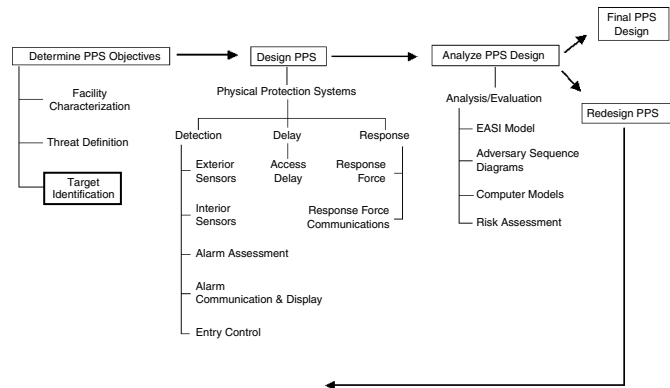 Final PPS
Design
Determine PPS Objectives
Design PPS
Analyze PPS Design
Redesign PPS
Facility
Characterization
Threat Definition
Target
Identification
Physical Protection Systems
Detection
Delay
Response
Exterior
Sensors
Interior
Sensors
Alarm Assessment
Alarm
Communication & Display
Entry Control
Access
Delay
Response
Force
Response Force
Communications
Analysis/Evaluation
EASI Model
Adversary Sequence
Diagrams
Computer Models
Risk Assessment